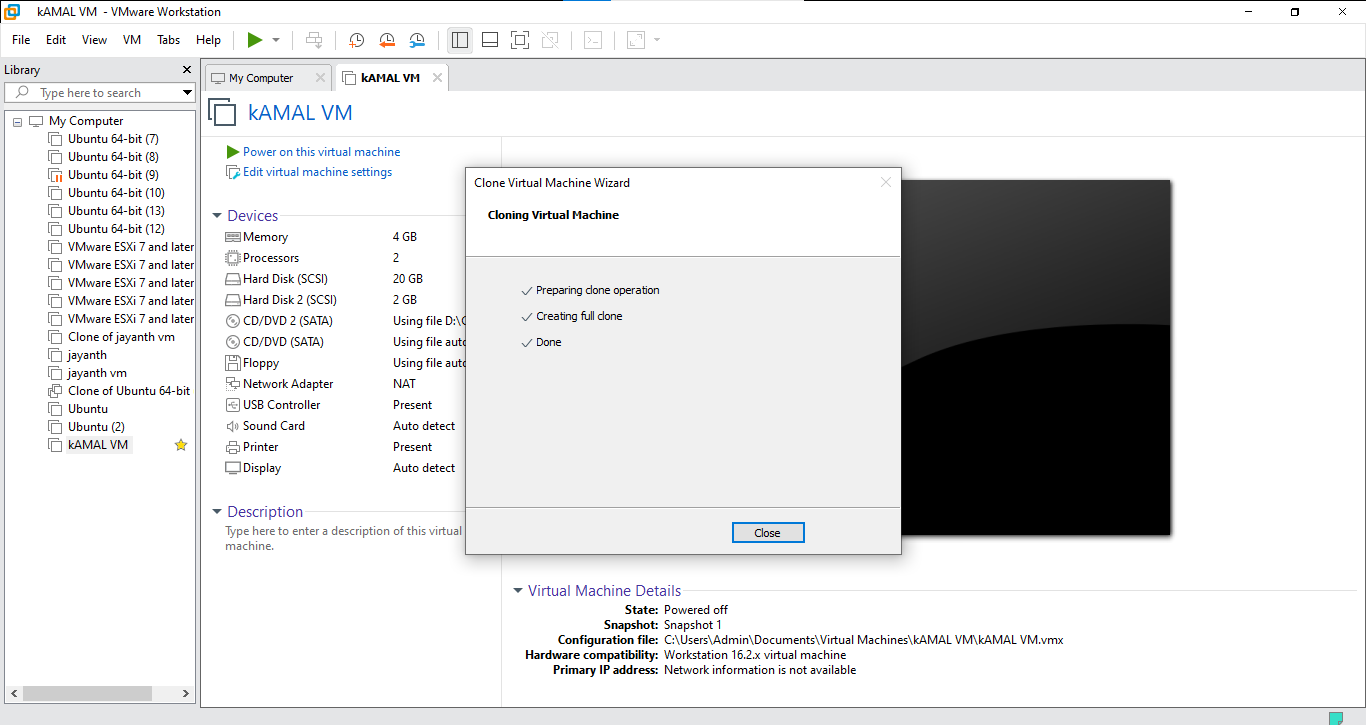 kAMAL VM - VMware Workstation
File Edit View VM Tabs Help
Library
Type here to search
My Computer
Ubuntu 64-bit (7)
Ubuntu 64-bit (8)
Ubuntu 64-bit (9)
Ubuntu 64-bit (10)
Ubuntu 64-bit (13)
Ubuntu 64-bit (12)
VMware ESXi 7 and later
VMware ESXi 7 and later
VMware ESXi 7 and later
VMware ESXi 7 and later
VMware ESXi 7 and later
Clone of jayanth vm
jayanth
jayanth vm
Clone of Ubuntu 64-bit
Ubuntu
Ubuntu (2)
kAMAL VM
My Computer kAMAL VM
kAMAL VM
Power on this virtual machine
Edit virtual machine settings
Devices
Memory 4 GB
Processors 2
Hard Disk (SCSI) 20 GB
Hard Disk 2 (SCSI) 2 GB
CD/DVD 2 (SATA) Using file D:\
CD/DVD (SATA) Using file auto
Floppy Using file auto
Network Adapter NAT
USB Controller Present
Sound Card Auto detect
Printer Present
Display Auto detect
Description
Type here to enter a description of this virtual
machine.
Clone Virtual Machine Wizard
Cloning Virtual Machine
Preparing clone operation
Creating full clone
Done
Close
Virtual Machine Details
State: Powered off
Snapshot: Snapshot 1
Configuration file: C:\Users\Admin\Documents\Virtual Machines\kAMAL VM\kAMAL VM.vmx
Hardware compatibility: Workstation 16.2.x virtual machine
Primary IP address: Network information is not available